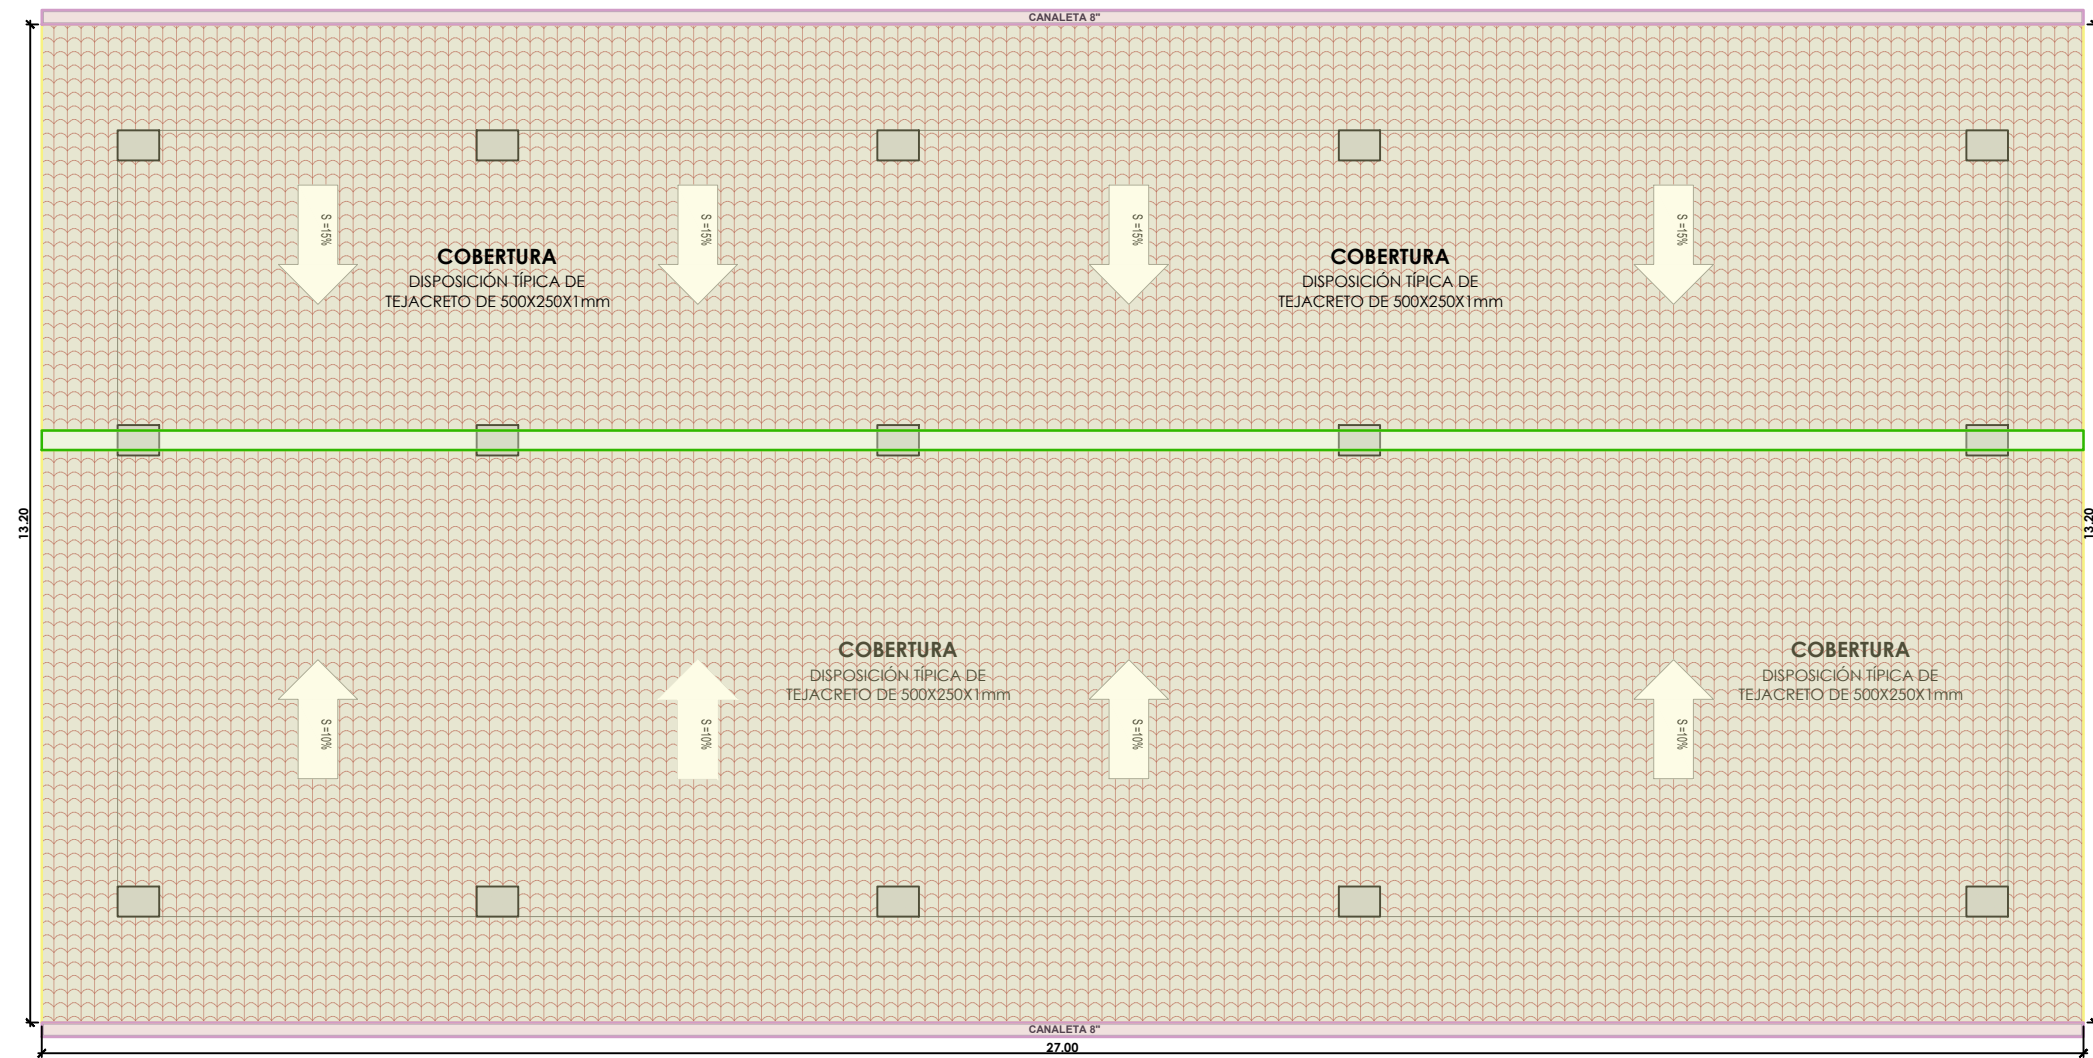 CANALETA 8"
S =15%
S =15%
S =15%
S =15%
COBERTURA
DISPOSICIÓN TÍPICA DE
TEJACRETO DE 500X250X1mm
COBERTURA
DISPOSICIÓN TÍPICA DE
TEJACRETO DE 500X250X1mm
13.20
13.20
COBERTURA
DISPOSICIÓN TÍPICA DE
TEJACRETO DE 500X250X1mm
COBERTURA
DISPOSICIÓN TÍPICA DE
TEJACRETO DE 500X250X1mm
S =10%
S =10%
S =10%
S =10%
CANALETA 8"
27.00